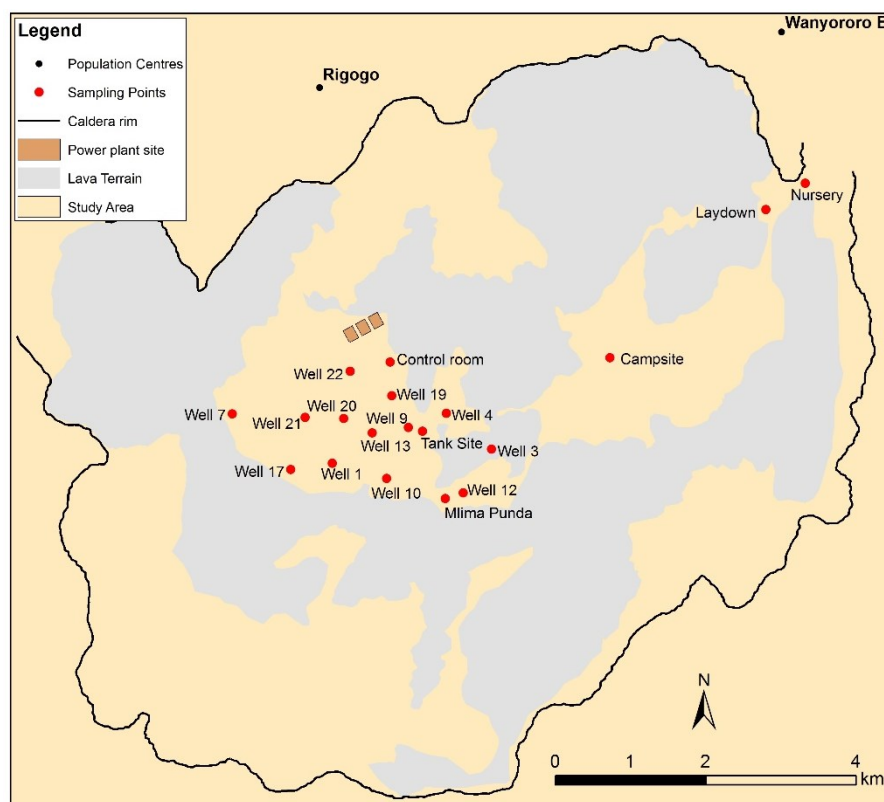 Legend
Population Centres
Sampling Points
Caldera rim
Power plant site
Lava Terrain
Study Area
Wanyororo B
Rigogo
Nursery
Laydown
Control room
Campsite
Well 22
Well 19
Well 7
Well 20
Well 21
Well 9
Well 4
Well 13
Tank Site
Well 3
Well 17
Well 1
Well 10
Well 12
Mlima Punda
N
0 1 2 4
km